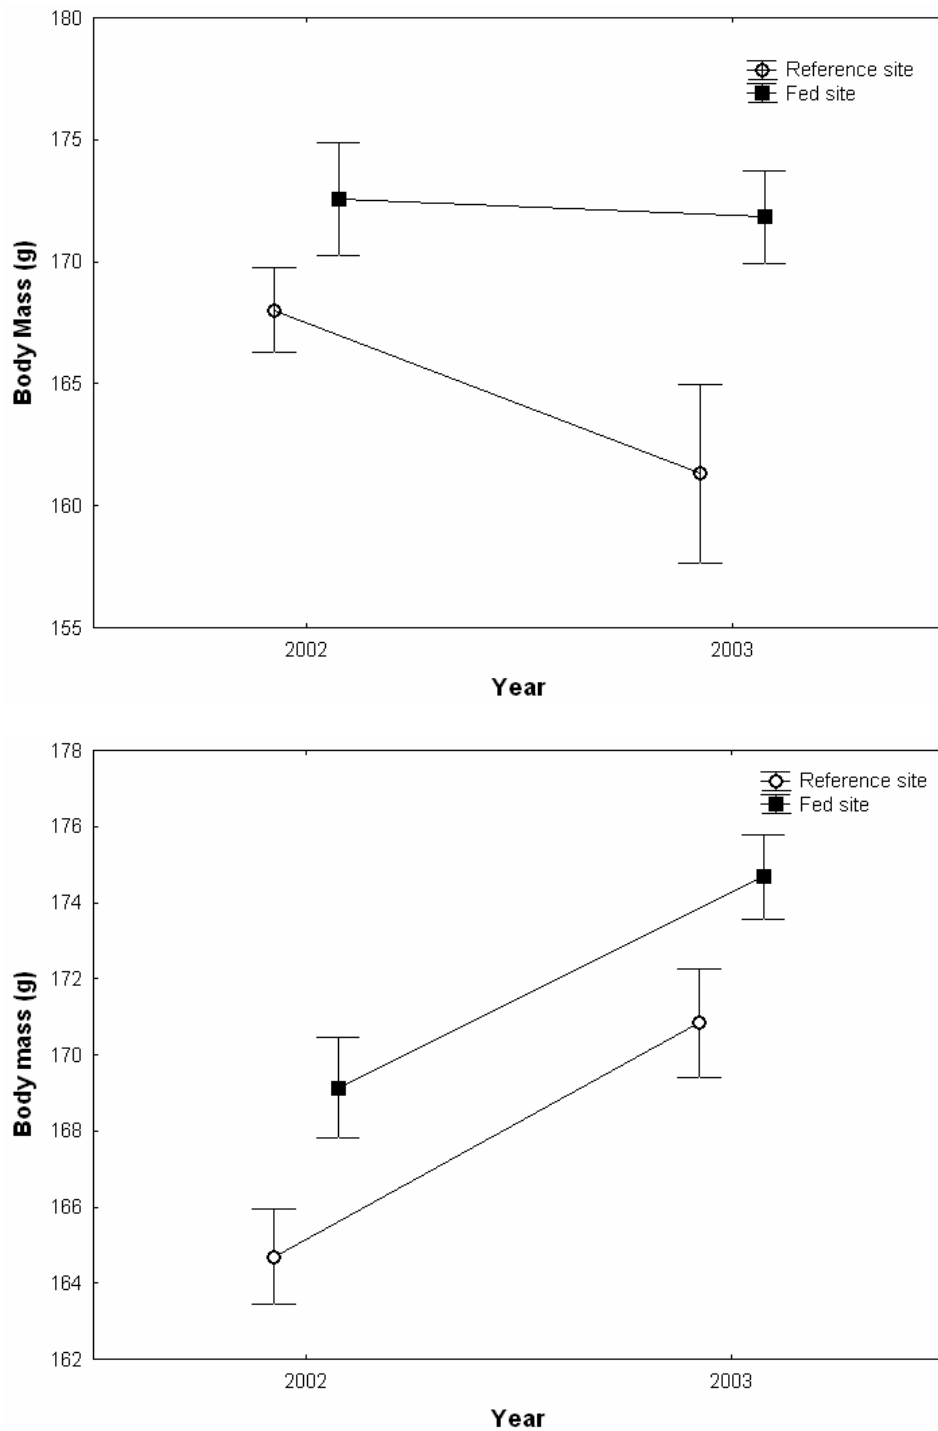 180
Reference site
Fed site
175
170
165
160
155
Body Mass (g)
2002
2003
Year
178
Reference site
Fed site
176
174
172
170
168
166
164
162
Body mass (g)
2002
2003
Year